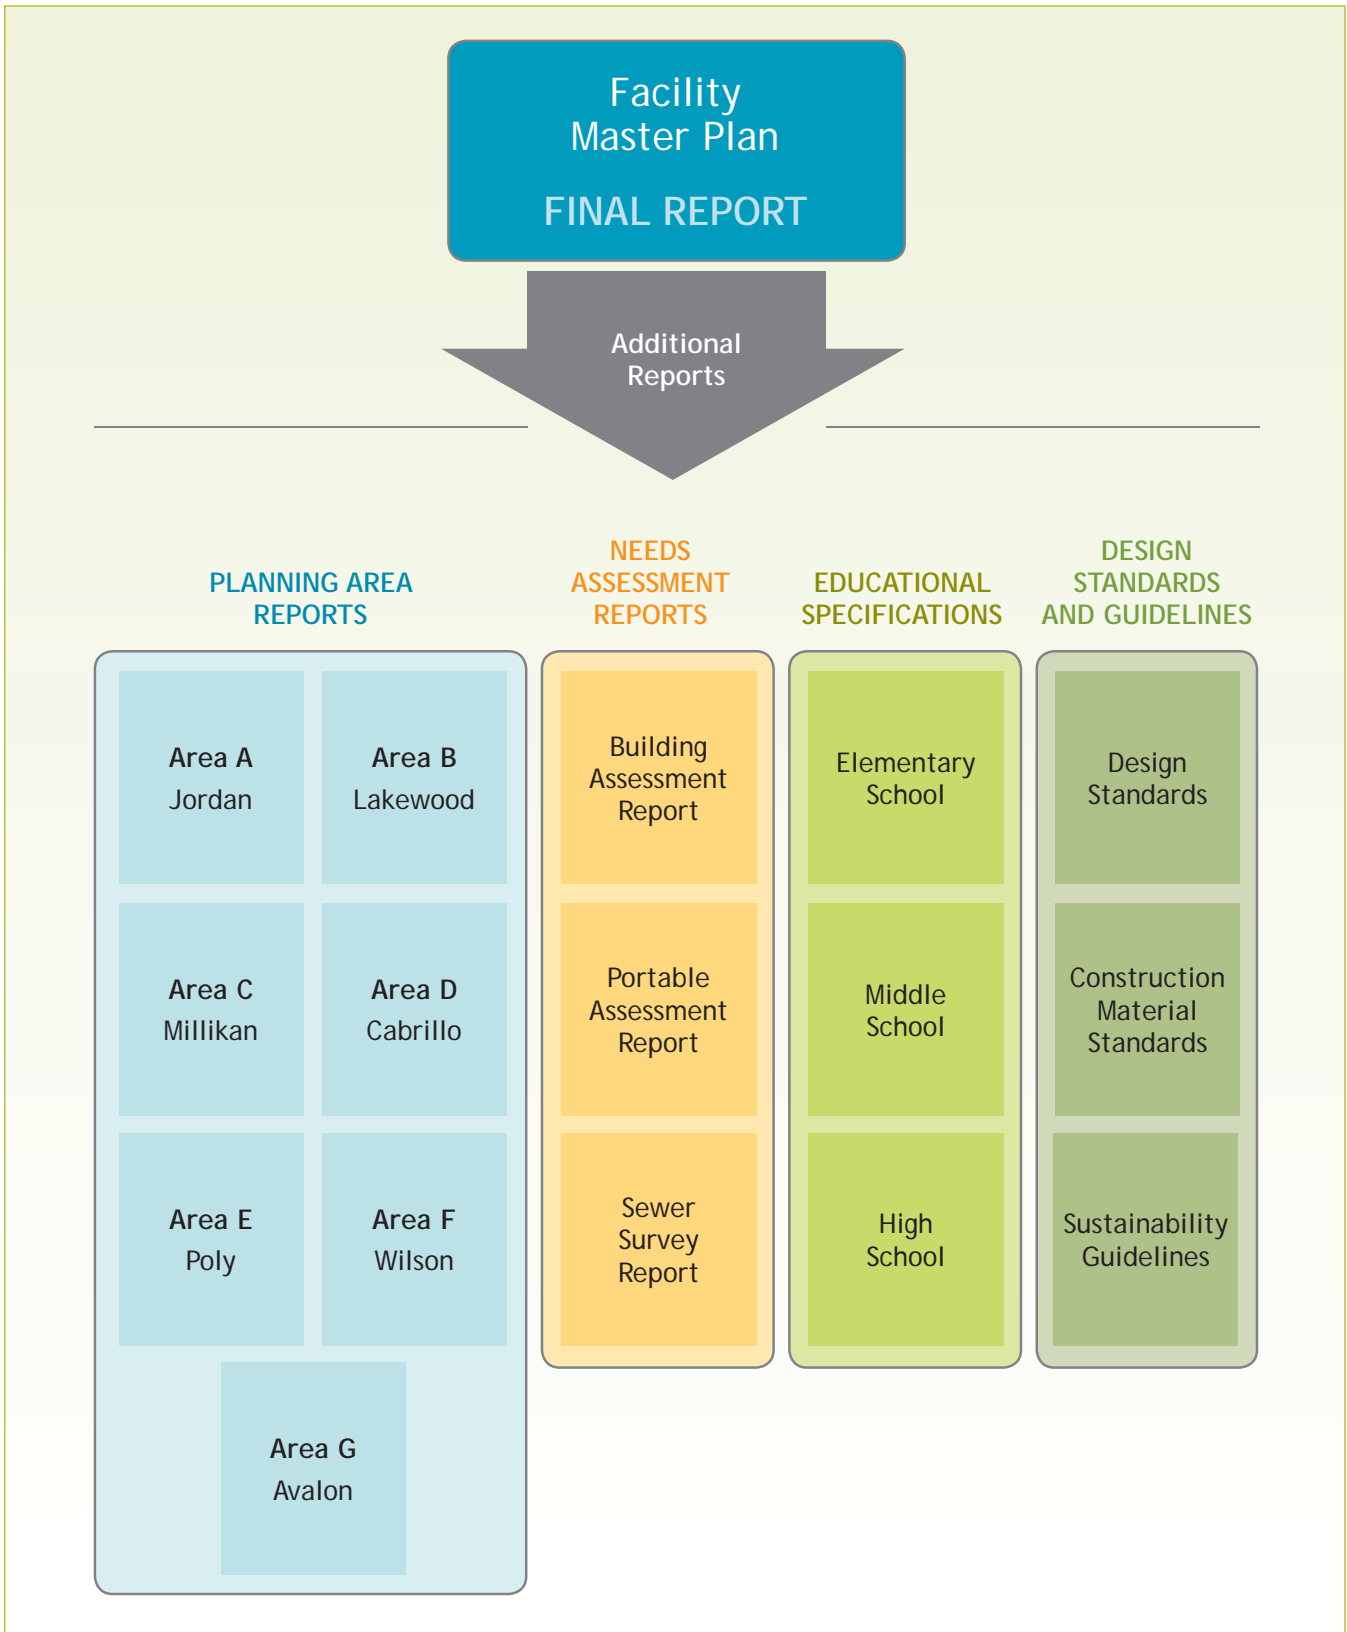 Facility
Master Plan
FINAL REPORT
Additional
Reports
PLANNING AREA
REPORTS
Area A
Jordan
Area B
Lakewood
Area C
Millikan
Area D
Cabrillo
Area E
Poly
Area F
Wilson
Area G
Avalon
NEEDS
ASSESSMENT
REPORTS
Building
Assessment
Report
Portable
Assessment
Report
Sewer
Survey
Report
EDUCATIONAL
SPECIFICATIONS
Elementary
School
Middle
School
High
School
DESIGN
STANDARDS
AND GUIDELINES
Design
Standards
Construction
Material
Standards
Sustainability
Guidelines